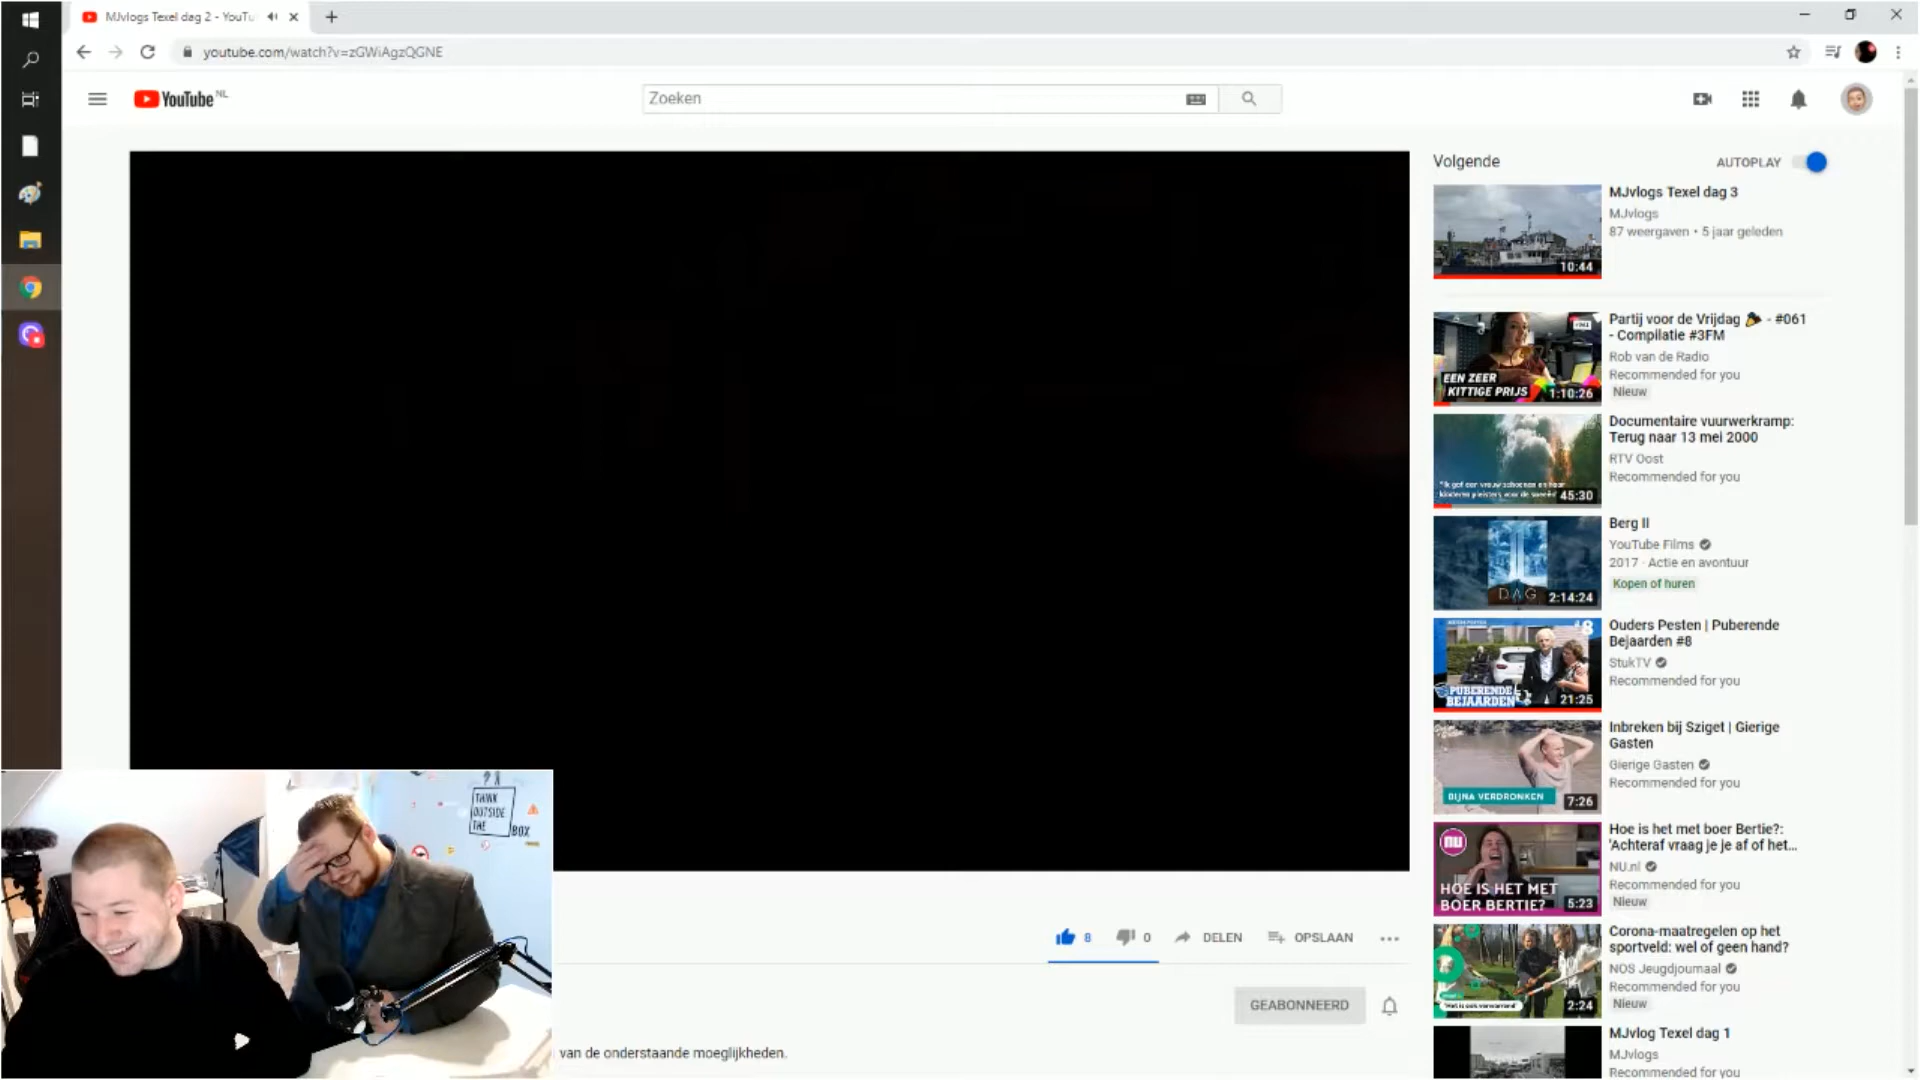 MJvlogs Texel dag 2 - YouTu
youtube.com/watch?v=zGWiAgzQGNE
YouTube NL
Zoeken
Volgende
AUTOPLAY
MJvlogs Texel dag 3
MJvlogs
87 weergaven • 5 jaar geleden
10:44
Partij voor de Vrijdag 🎉 - #061
- Compilatie #3FM
Rob van de Radio
Recommended for you
Nieuw
EEN ZEER
KITTIGE PRIJS
1:10:26
Documentaire vuurwerkramp:
Terug naar 13 mei 2000
RTV Oost
Recommended for you
45:30
Berg II
YouTube Films
2017 · Actie en avontuur
Kopen of huren
DAG
2:14:24
Ouders Pesten | Puberende
Bejaarden #8
StukTV
Recommended for you
#8
PUBERENDE
BEJAARDEN
21:25
Inbreken bij Sziget | Gierige
Gasten
Gierige Gasten
Recommended for you
BIJNA VERDRONKEN
7:26
Hoe is het met boer Bertie?:
'Achteraf vraag je je af of het...
NU.nl
Recommended for you
Nieuw
nu
HOE IS HET MET
BOER BERTIE?
5:23
Corona-maatregelen op het
sportveld: wel of geen hand?
NOS Jeugdjournaal
Recommended for you
Nieuw
2:24
MJvlog Texel dag 1
MJvlogs
Recommended for you
8
0
DELEN
OPSLAAN
GEABONNEERD
van de onderstaande moeglijkheden.
THINK
OUTSIDE
THE
BOX